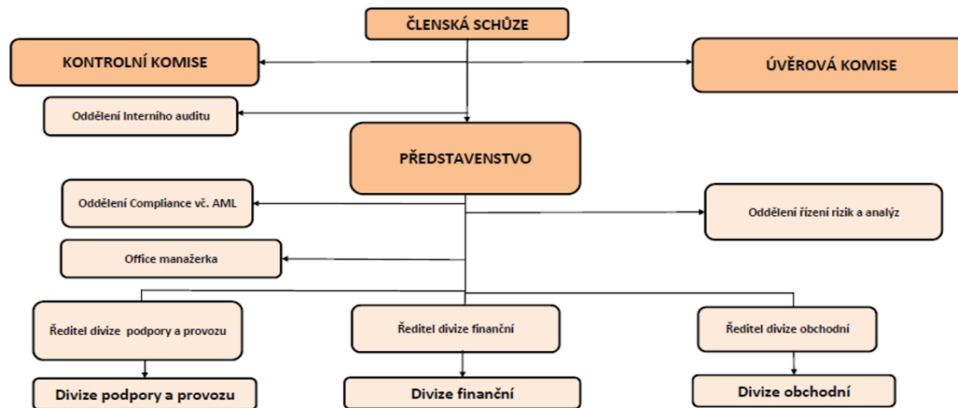 ČLENSKÁ SCHŮZE
KONTROLNÍ KOMISE
ÚVĚROVÁ KOMISE
Oddělení Interního auditu
PŘEDSTAVENSTVO
Oddělení Compliance vč. AML
Oddělení řízení rizik a analýz
Office manažerka
Ředitel divize podpory a provozu
Ředitel divize finanční
Ředitel divize obchodní
Divize podpory a provozu
Divize finanční
Divize obchodní